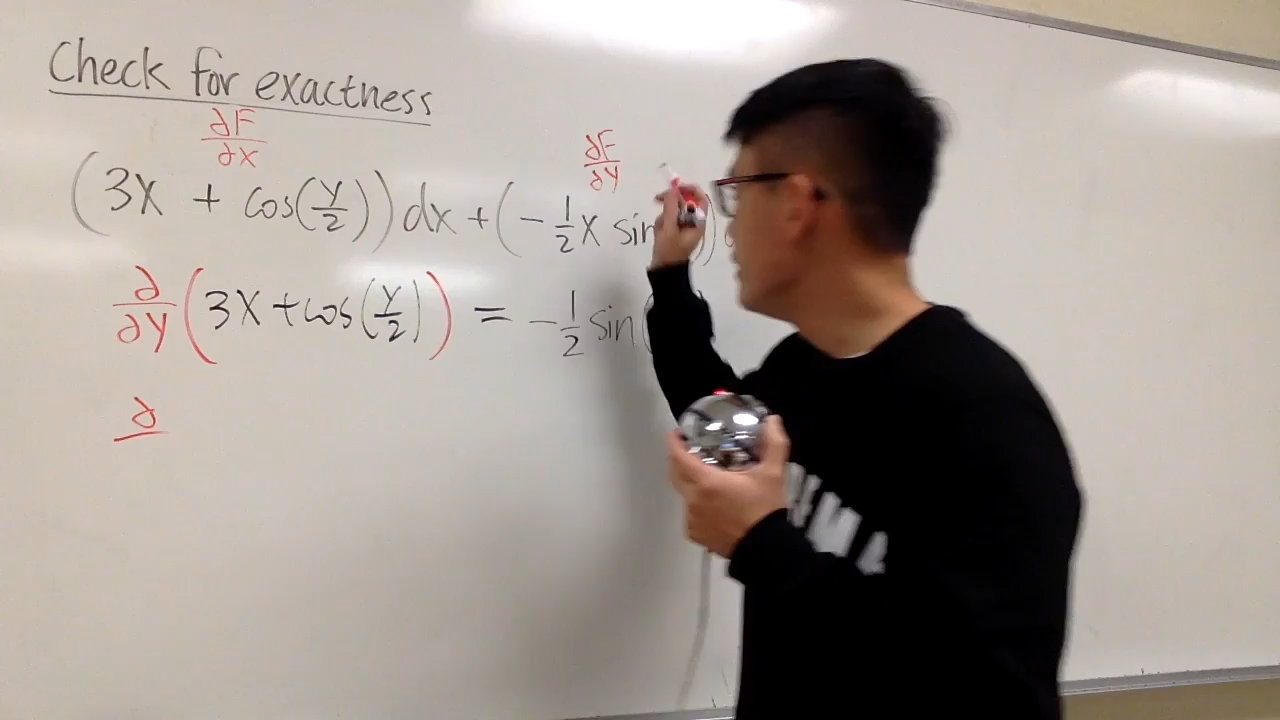 Check for exactness
∂F/∂x ∂F/∂y
(3x + cos(y/2)) dx + (-1/2 x sin )
∂/∂y (3x + cos(y/2)) = -1/2 sin(
∂